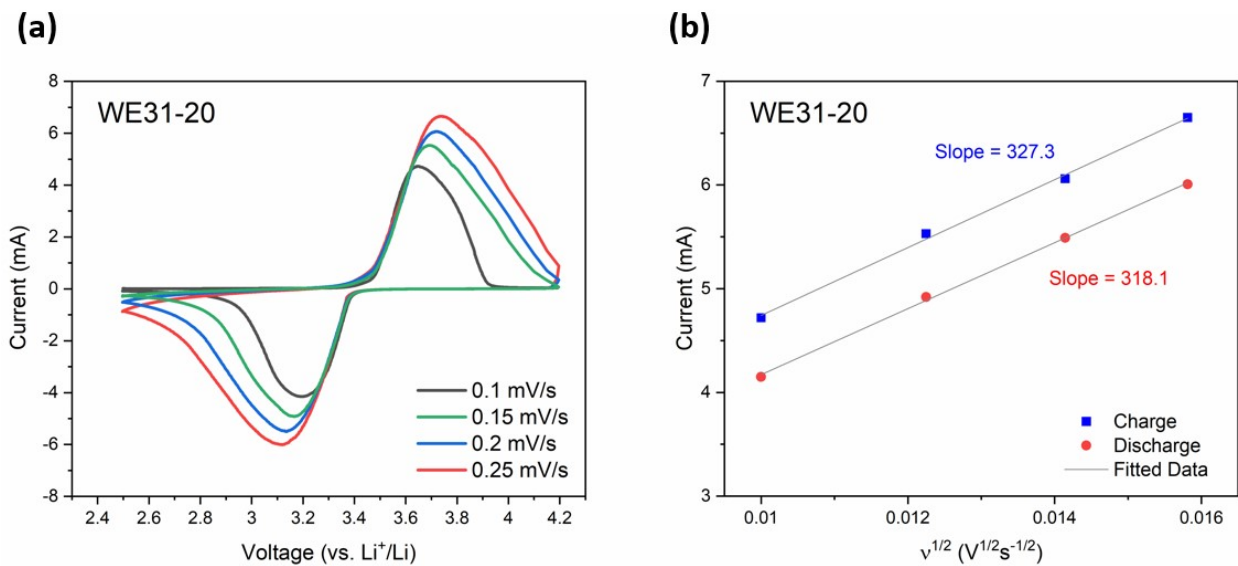 (a)
WE31-20
Current (mA)
8
6
4
2
0
-2
-4
-6
-8
0.1 mV/s
0.15 mV/s
0.2 mV/s
0.25 mV/s
2.4 2.6 2.8 3 3.2 3.4 3.6 3.8 4 4.2
Voltage (vs. Li⁺/Li)
(b)
WE31-20
Current (mA)
7
6
5
4
3
Slope = 327.3
Slope = 318.1
Charge
Discharge
Fitted Data
0.01 0.012 0.014 0.016
ν¹/² (V¹/²s⁻¹/²)